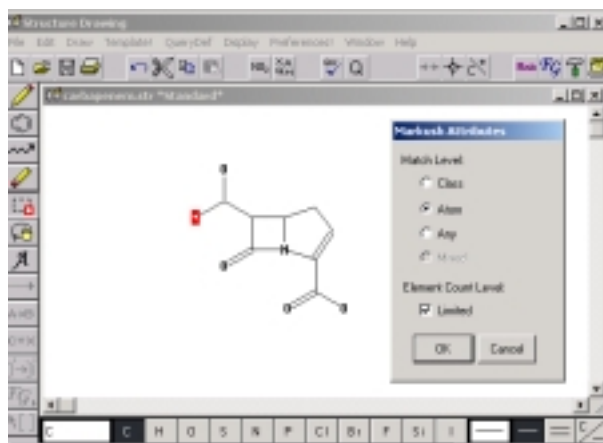 Structure Drawing
File Edit Draw Templates! QueryDef Display Preferences! Window Help
carbapenem.str "Standard"
Markush Attributes
Match Level:
Class
Atom
Any
Mixed
Element Count Level:
Limited
OK Cancel
O
O
N
O O
C C H O S N P Cl Br F Si I